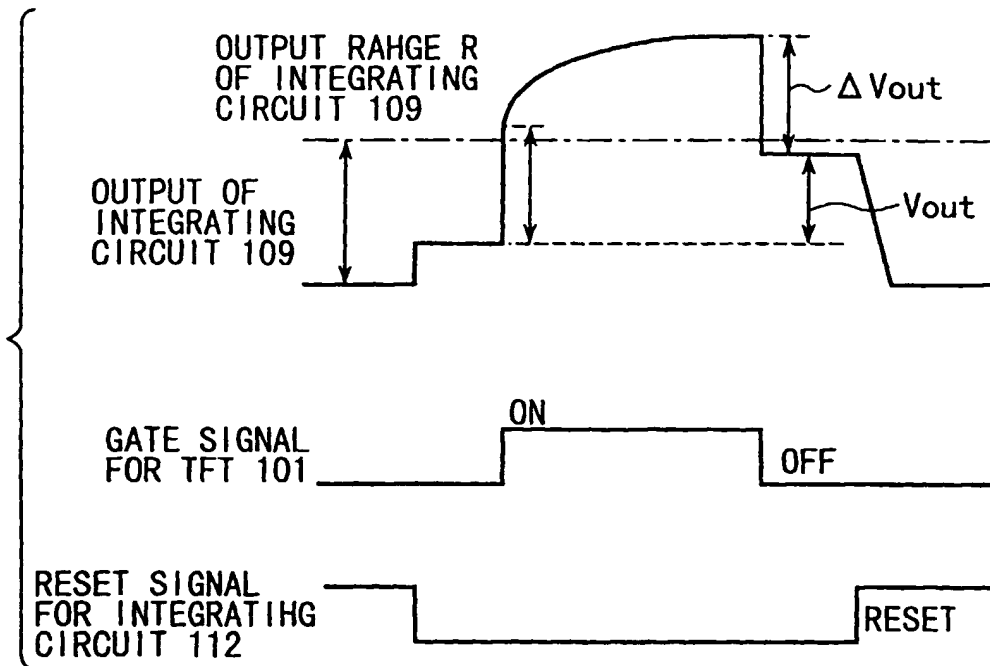 OUTPUT RAHGE R
OF INTEGRATING
CIRCUIT 109
Δ Vout
OUTPUT OF
INTEGRATING
CIRCUIT 109
Vout
ON
GATE SIGNAL
FOR TFT 101
OFF
RESET SIGNAL
FOR INTEGRATIHG
CIRCUIT 112
RESET